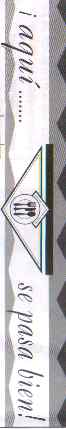 ¡ aquí ...... se pasa bien!